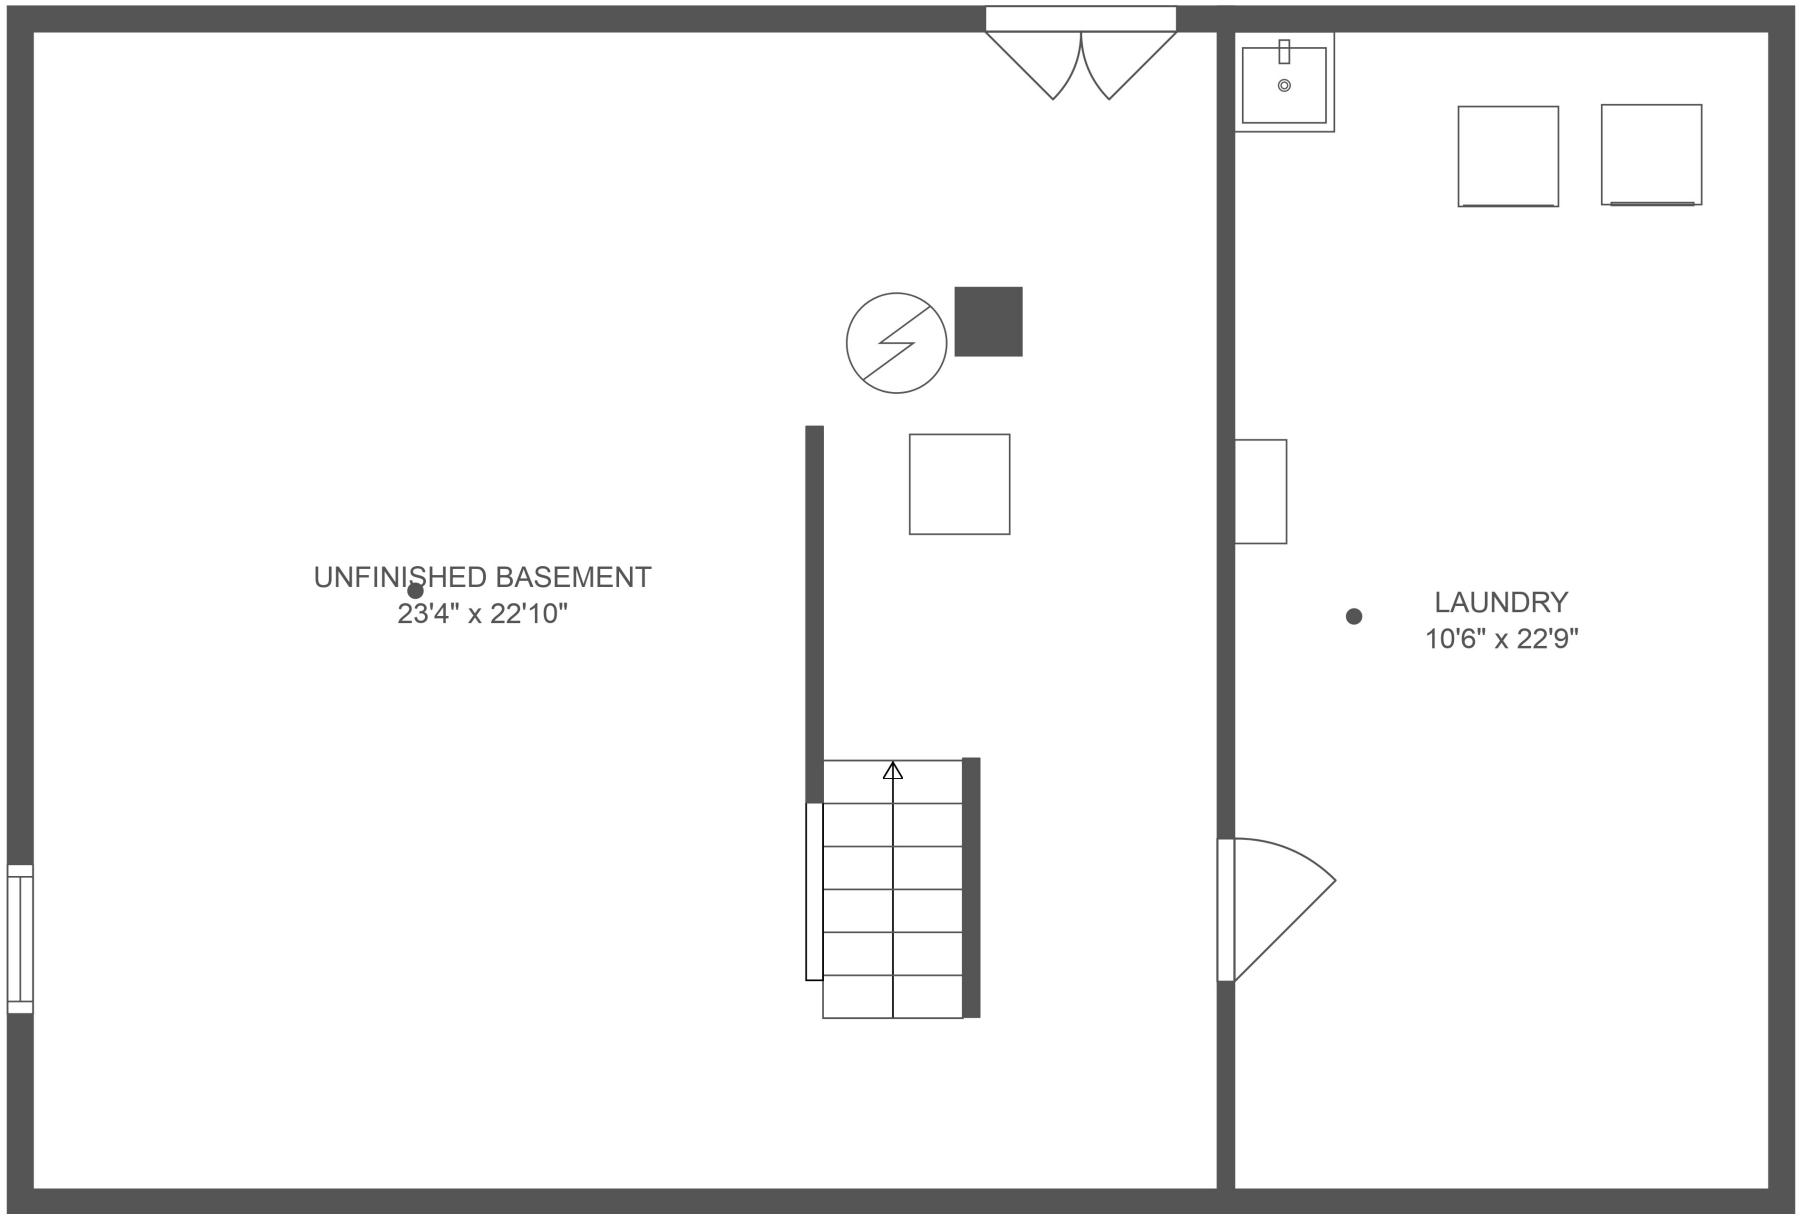 UNFINISHED BASEMENT
23'4" x 22'10"
LAUNDRY
10'6" x 22'9"